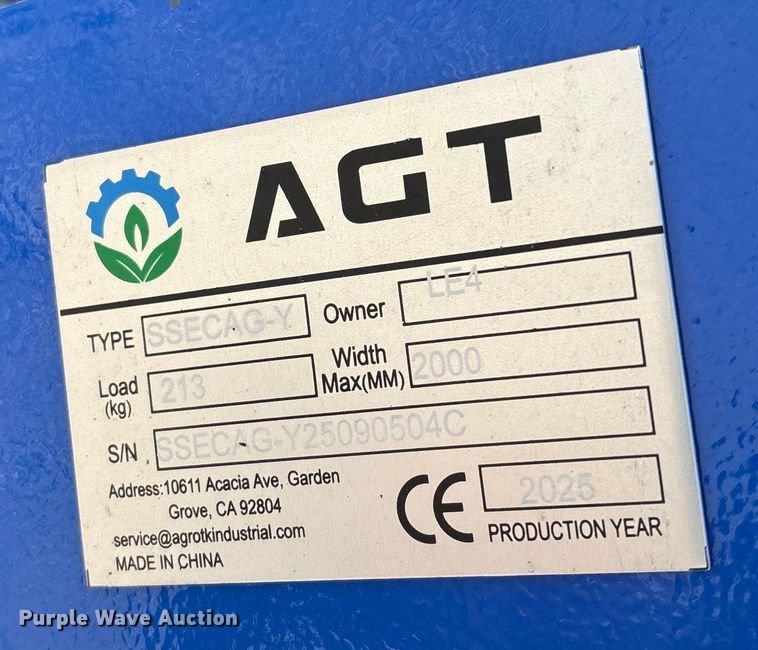 AGT
TYPE SSECAG-Y Owner LE4
Load (kg) 213 Width Max(MM) 2000
S/N SSECAG-Y25090504C
Address:10611 Acacia Ave, Garden
Grove, CA 92804
service@agrotkindustrial.com
MADE IN CHINA
CE 2025
PRODUCTION YEAR
Purple Wave Auction®